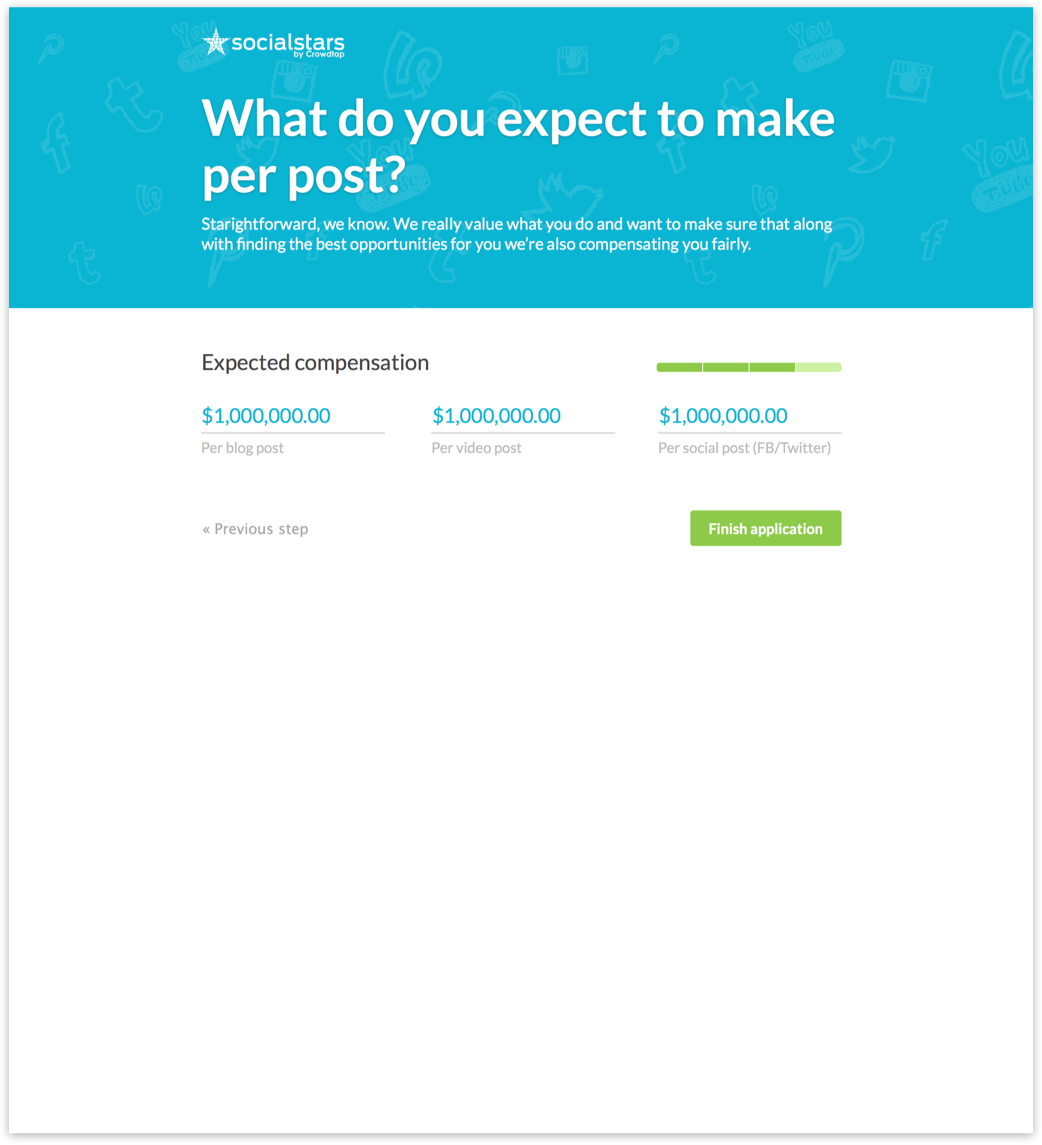 socialstars
by Crowdtap
What do you expect to make
per post?
Starightforward, we know. We really value what you do and want to make sure that along
with finding the best opportunities for you we're also compensating you fairly.
Expected compensation
$1,000,000.00 $1,000,000.00 $1,000,000.00
Per blog post Per video post Per social post (FB/Twitter)
« Previous step Finish application